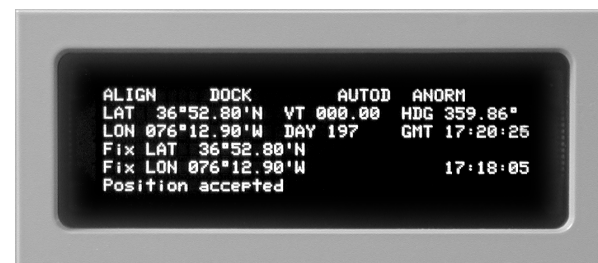 ALIGN DOCK AUTOD ANORM
LAT 36°52.80'N VT 000.00 HDG 359.86°
LON 076°12.90'W DAY 197 GMT 17:20:25
Fix LAT 36°52.80'N
Fix LON 076°12.90'W 17:18:05
Position accepted